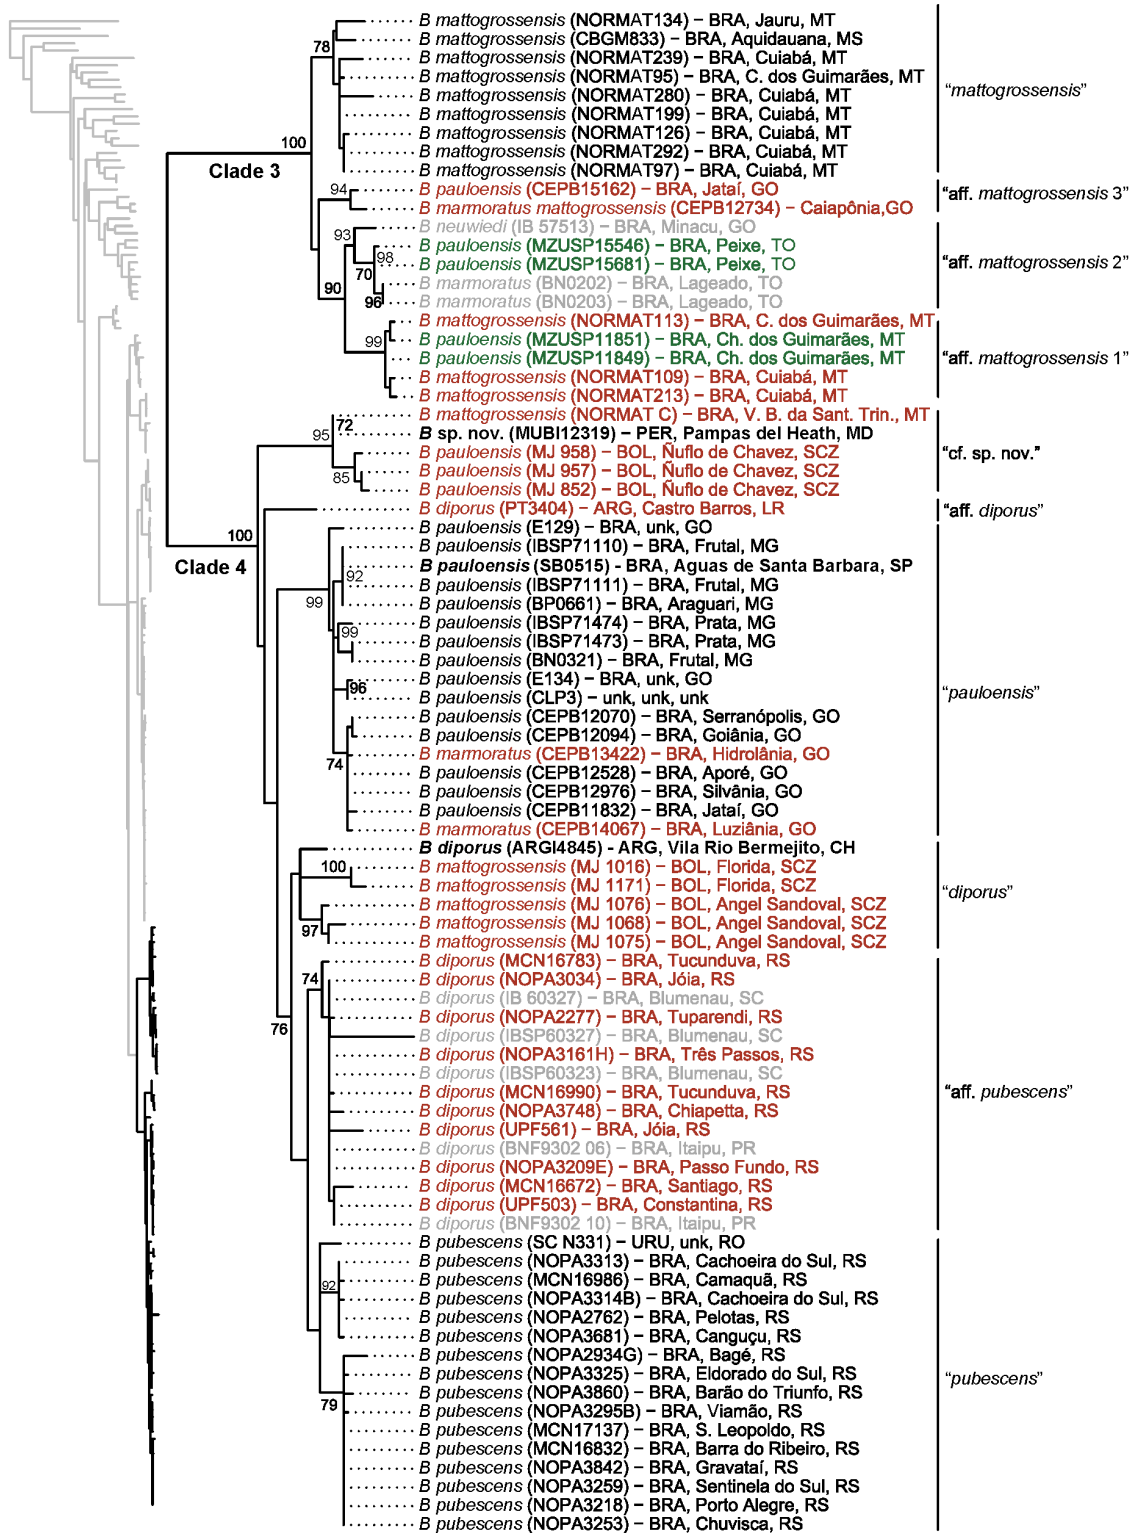 B mattogrossensis (NORMAT134) – BRA, Jauru, MT
B mattogrossensis (CBGM833) – BRA, Aquidauana, MS
78
B mattogrossensis (NORMAT239) – BRA, Cuiabá, MT
B mattogrossensis (NORMAT95) – BRA, C. dos Guimarães, MT
B mattogrossensis (NORMAT280) – BRA, Cuiabá, MT
"mattogrossensis"
B mattogrossensis (NORMAT199) – BRA, Cuiabá, MT
B mattogrossensis (NORMAT126) – BRA, Cuiabá, MT
100
B mattogrossensis (NORMAT292) – BRA, Cuiabá, MT
B mattogrossensis (NORMAT97) – BRA, Cuiabá, MT
Clade 3
94
B pauloensis (CEPB15162) – BRA, Jataí, GO
B marmoratus mattogrossensis (CEPB12734) – Caiapônia,GO
"aff. mattogrossensis 3"
B neuwiedi (IB 57513) – BRA, Minacu, GO
93
B pauloensis (MZUSP15546) – BRA, Peixe, TO
98
B pauloensis (MZUSP15681) – BRA, Peixe, TO
"aff. mattogrossensis 2"
70
B marmoratus (BN0202) – BRA, Lageado, TO
90
96
B marmoratus (BN0203) – BRA, Lageado, TO
B mattogrossensis (NORMAT113) – BRA, C. dos Guimarães, MT
99
B pauloensis (MZUSP11851) – BRA, Ch. dos Guimarães, MT
B pauloensis (MZUSP11849) – BRA, Ch. dos Guimarães, MT
"aff. mattogrossensis 1"
B mattogrossensis (NORMAT109) – BRA, Cuiabá, MT
B mattogrossensis (NORMAT213) – BRA, Cuiabá, MT
B mattogrossensis (NORMAT C) – BRA, V. B. da Sant. Trin., MT
72
95
B sp. nov. (MUBI12319) – PER, Pampas del Heath, MD
B pauloensis (MJ 958) – BOL, Ñuflo de Chavez, SCZ
"cf. sp. nov."
85
B pauloensis (MJ 957) – BOL, Ñuflo de Chavez, SCZ
B pauloensis (MJ 852) – BOL, Ñuflo de Chavez, SCZ
B diporus (PT3404) – ARG, Castro Barros, LR
"aff. diporus"
100
B pauloensis (E129) – BRA, unk, GO
B pauloensis (IBSP71110) – BRA, Frutal, MG
Clade 4
B pauloensis (SB0515) - BRA, Aguas de Santa Barbara, SP
92
B pauloensis (IBSP71111) – BRA, Frutal, MG
99
B pauloensis (BP0661) – BRA, Araguari, MG
B pauloensis (IBSP71474) – BRA, Prata, MG
99
B pauloensis (IBSP71473) – BRA, Prata, MG
B pauloensis (BN0321) – BRA, Frutal, MG
B pauloensis (E134) – BRA, unk, GO
96
"pauloensis"
B pauloensis (CLP3) – unk, unk, unk
B pauloensis (CEPB12070) – BRA, Serranópolis, GO
B pauloensis (CEPB12094) – BRA, Goiânia, GO
B marmoratus (CEPB13422) – BRA, Hidrolânia, GO
74
B pauloensis (CEPB12528) – BRA, Aporé, GO
B pauloensis (CEPB12976) – BRA, Silvânia, GO
B pauloensis (CEPB11832) – BRA, Jataí, GO
B marmoratus (CEPB14067) – BRA, Luziânia, GO
B diporus (ARGI4845) - ARG, Vila Rio Bermejito, CH
100
B mattogrossensis (MJ 1016) – BOL, Florida, SCZ
B mattogrossensis (MJ 1171) – BOL, Florida, SCZ
"diporus"
B mattogrossensis (MJ 1076) – BOL, Angel Sandoval, SCZ
B mattogrossensis (MJ 1068) – BOL, Angel Sandoval, SCZ
97
B mattogrossensis (MJ 1075) – BOL, Angel Sandoval, SCZ
B diporus (MCN16783) – BRA, Tucunduva, RS
74
B diporus (NOPA3034) – BRA, Jóia, RS
B diporus (IB 60327) – BRA, Blumenau, SC
B diporus (NOPA2277) – BRA, Tuparendi, RS
76
B diporus (IBSP60327) – BRA, Blumenau, SC
B diporus (NOPA3161H) – BRA, Três Passos, RS
B diporus (IBSP60323) – BRA, Blumenau, SC
B diporus (MCN16990) – BRA, Tucunduva, RS
"aff. pubescens"
B diporus (NOPA3748) – BRA, Chiapetta, RS
B diporus (UPF561) – BRA, Jóia, RS
B diporus (BNF9302 06) – BRA, Itaipu, PR
B diporus (NOPA3209E) – BRA, Passo Fundo, RS
B diporus (MCN16672) – BRA, Santiago, RS
B diporus (UPF503) – BRA, Constantina, RS
B diporus (BNF9302 10) – BRA, Itaipu, PR
B pubescens (SC N331) – URU, unk, RO
B pubescens (NOPA3313) – BRA, Cachoeira do Sul, RS
92
B pubescens (MCN16986) – BRA, Camaquã, RS
B pubescens (NOPA3314B) – BRA, Cachoeira do Sul, RS
B pubescens (NOPA2762) – BRA, Pelotas, RS
B pubescens (NOPA3681) – BRA, Canguçu, RS
B pubescens (NOPA2934G) – BRA, Bagé, RS
B pubescens (NOPA3325) – BRA, Eldorado do Sul, RS
"pubescens"
B pubescens (NOPA3860) – BRA, Barão do Triunfo, RS
79
B pubescens (NOPA3295B) – BRA, Viamão, RS
B pubescens (MCN17137) – BRA, S. Leopoldo, RS
B pubescens (MCN16832) – BRA, Barra do Ribeiro, RS
B pubescens (NOPA3842) – BRA, Gravataí, RS
B pubescens (NOPA3259) – BRA, Sentinela do Sul, RS
B pubescens (NOPA3218) – BRA, Porto Alegre, RS
B pubescens (NOPA3253) – BRA, Chuvisca, RS